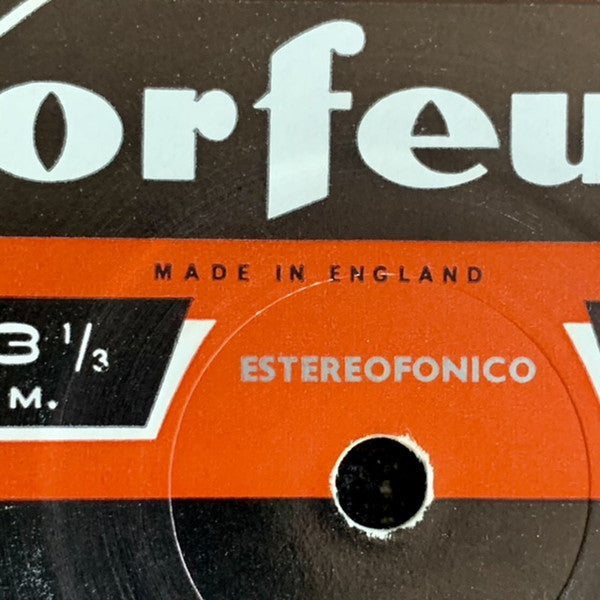 orfeu
MADE IN ENGLAND
3 1/3
M.
ESTEREOFONICO